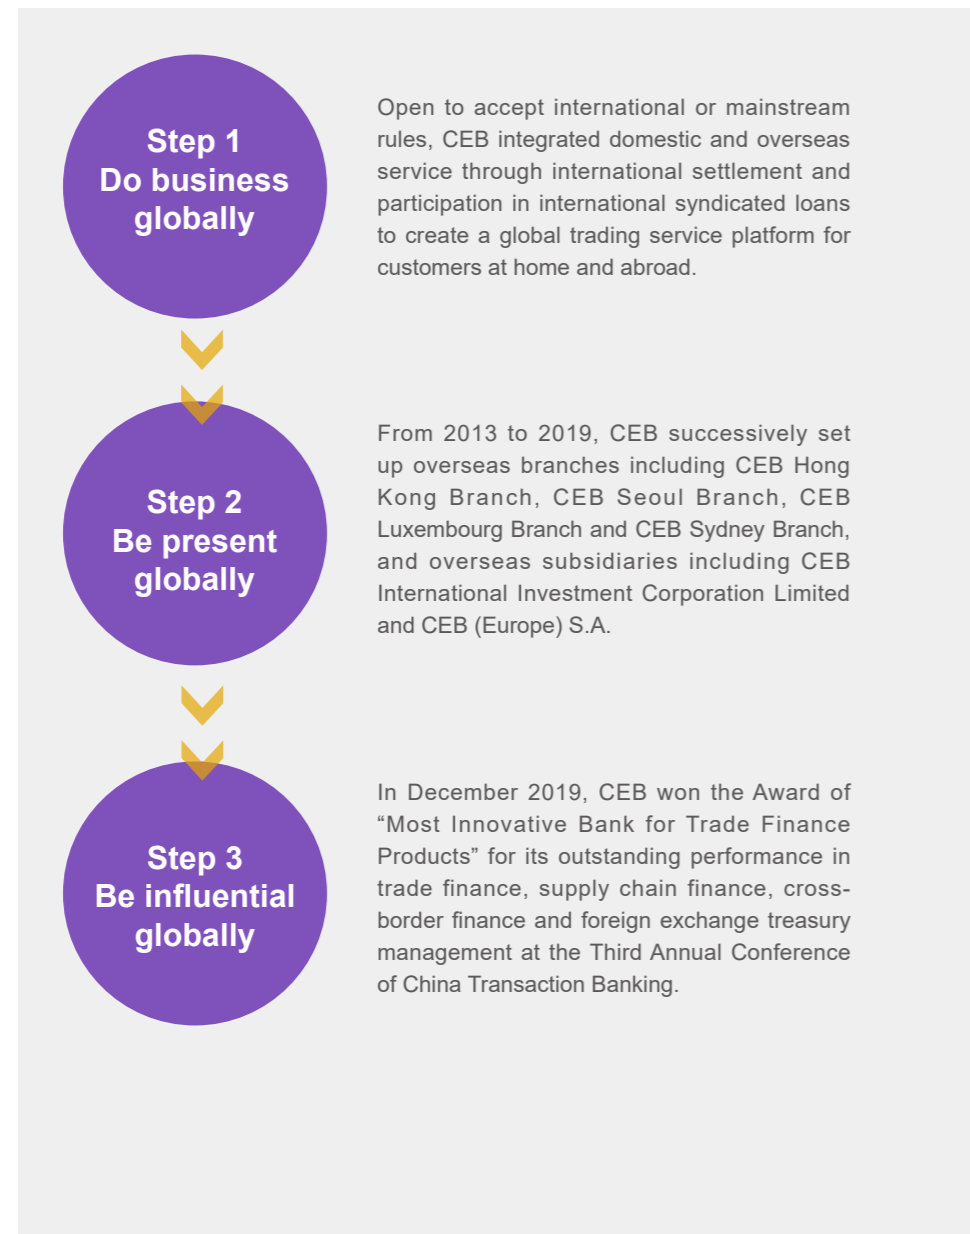 Step 1
Do business
globally
Open to accept international or mainstream
rules, CEB integrated domestic and overseas
service through international settlement and
participation in international syndicated loans
to create a global trading service platform for
customers at home and abroad.
Step 2
Be present
globally
From 2013 to 2019, CEB successively set
up overseas branches including CEB Hong
Kong Branch, CEB Seoul Branch, CEB
Luxembourg Branch and CEB Sydney Branch,
and overseas subsidiaries including CEB
International Investment Corporation Limited
and CEB (Europe) S.A.
Step 3
Be influential
globally
In December 2019, CEB won the Award of
“Most Innovative Bank for Trade Finance
Products” for its outstanding performance in
trade finance, supply chain finance, cross-
border finance and foreign exchange treasury
management at the Third Annual Conference
of China Transaction Banking.